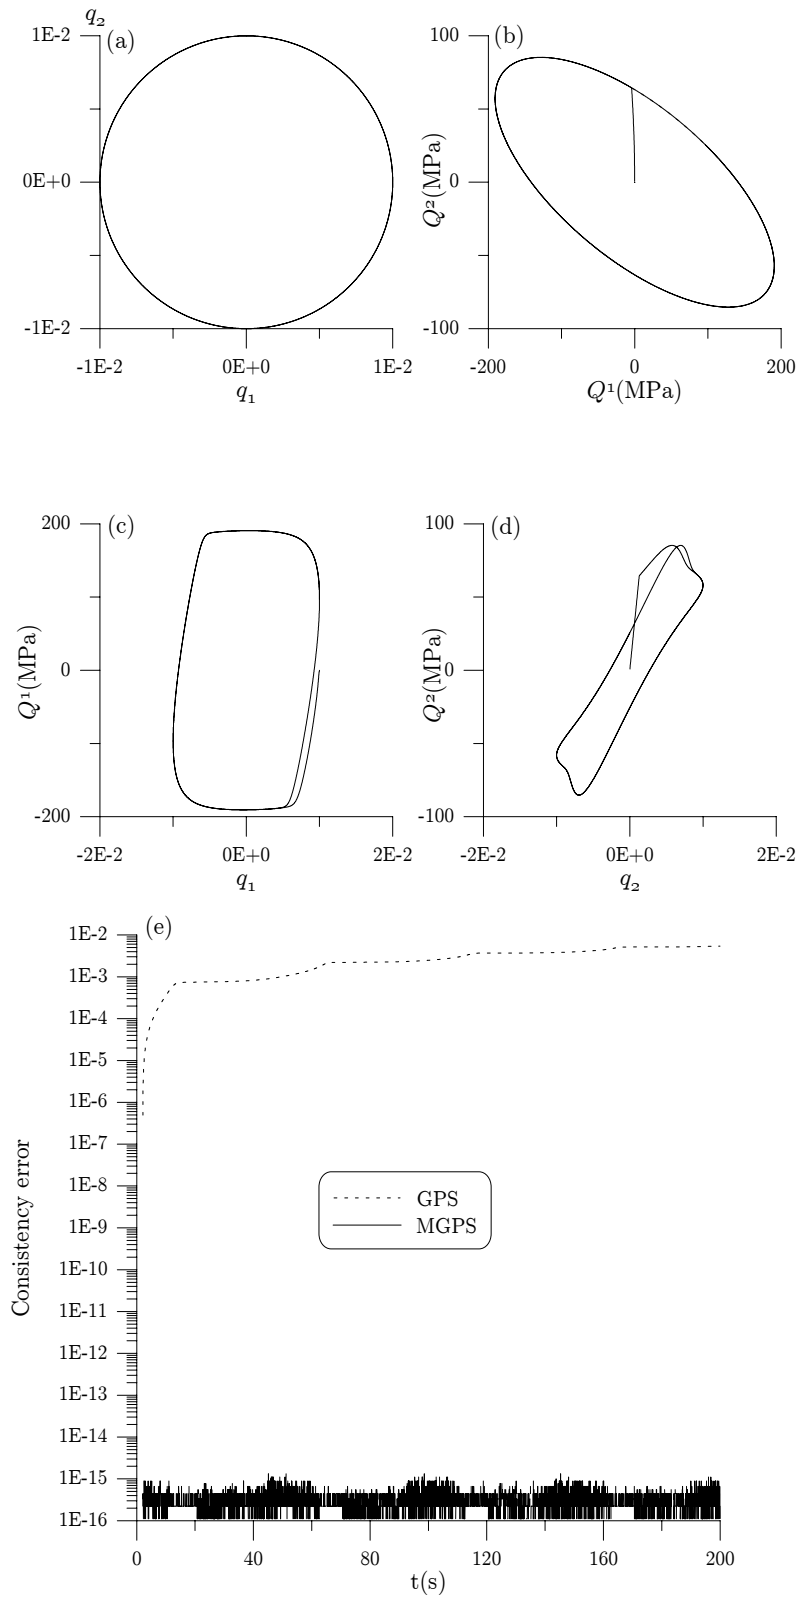 q₂
1E-2 (a)
0E+0
-1E-2
-1E-2 0E+0 1E-2
q₁
100 (b)
Q²(MPa)
0
-100
-200 0 200
Q¹(MPa)
200 (c)
Q¹(MPa)
0
-200
-2E-2 0E+0 2E-2
q₁
100 (d)
Q²(MPa)
0
-100
-2E-2 0E+0 2E-2
q₂
(e)
1E-2
1E-3
1E-4
1E-5
1E-6
1E-7
1E-8
1E-9
1E-10
1E-11
1E-12
1E-13
1E-14
1E-15
1E-16
Consistency error
GPS
MGPS
0 40 80 120 160 200
t(s)